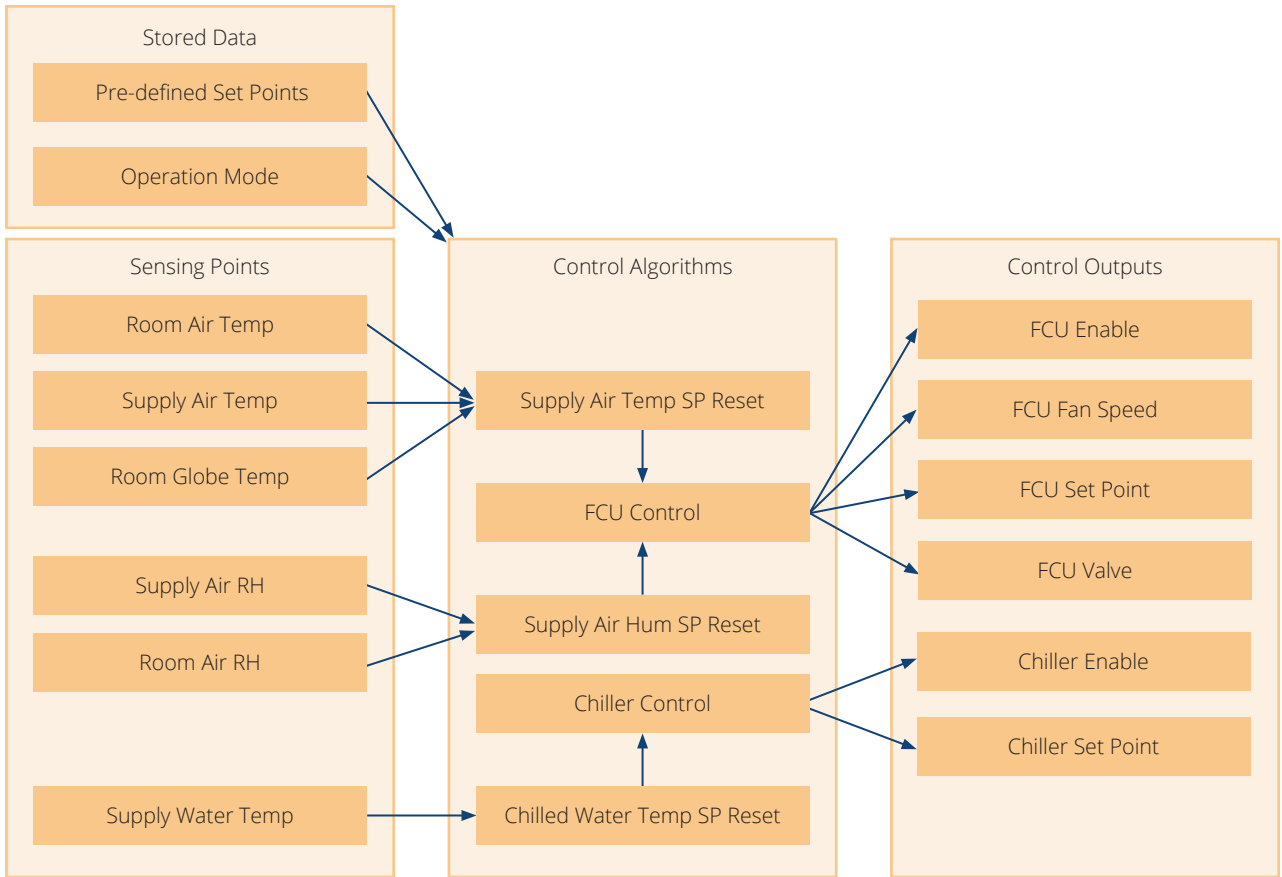 Stored Data
Pre-defined Set Points
Operation Mode
Sensing Points
Room Air Temp
Supply Air Temp
Room Globe Temp
Supply Air RH
Room Air RH
Supply Water Temp
Control Algorithms
Supply Air Temp SP Reset
FCU Control
Supply Air Hum SP Reset
Chiller Control
Chilled Water Temp SP Reset
Control Outputs
FCU Enable
FCU Fan Speed
FCU Set Point
FCU Valve
Chiller Enable
Chiller Set Point